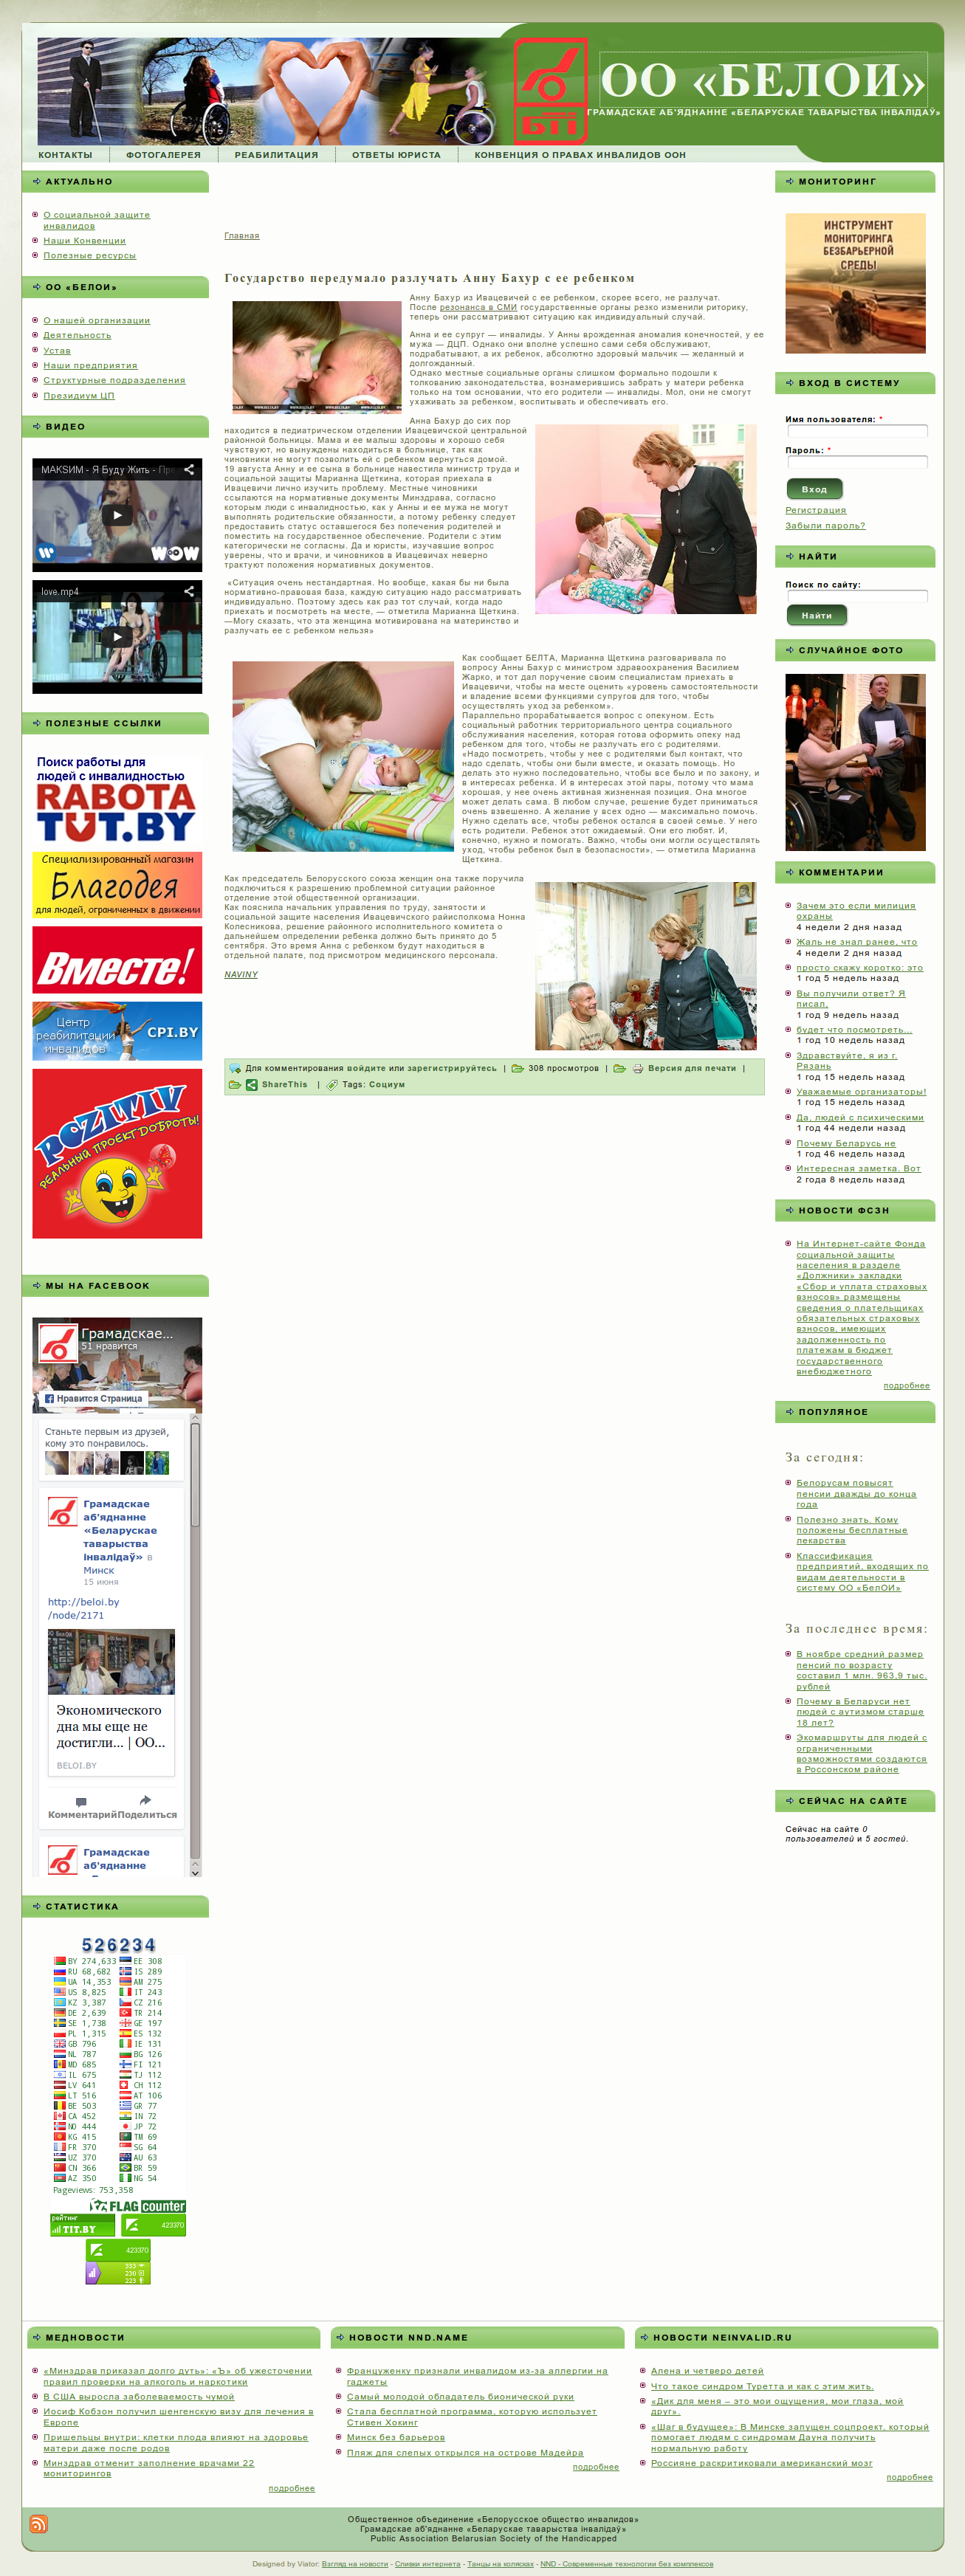 ОО «БЕЛОИ»
ГРАМАДСКАЕ АБ'ЯДНАННЕ «БЕЛАРУСКАЕ ТАВАРЫСТВА ІНВАЛІДАЎ»
БТІ
КОНТАКТЫ
ФОТОГАЛЕРЕЯ
РЕАБИЛИТАЦИЯ
ОТВЕТЫ ЮРИСТА
КОНВЕНЦИЯ О ПРАВАХ ИНВАЛИДОВ ООН
АКТУАЛЬНО
О социальной защите
инвалидов
Наши Конвенции
Полезные ресурсы
ОО «БЕЛОИ»
О нашей организации
Деятельность
Устав
Наши предприятия
Структурные подразделения
Президиум ЦП
ВИДЕО
МАКSИМ - Я Буду Жить - Пре
WOW
love.mp4
ПОЛЕЗНЫЕ ССЫЛКИ
Поиск работы для
людей с инвалидностью
RABOTA
TUT.BY
Специализированный магазин
Благодея
для людей, ограниченных в движении
Вместе!
Центр
реабилитации
инвалидов
CPI.BY
POZITIV
РЕАЛЬНЫЙ ПРОЕКТ ДОБРОТЫ!
МЫ НА FACEBOOK
Грамадскае...
51 нравится
Нравится Страница
Станьте первым из друзей,
кому это понравилось.
Грамадскае
аб'яднанне
«Беларускае
таварыства
інвалідаў» в
Минск
15 июня
http://beloi.by
/node/2171
Экономического
дна мы еще не
достигли... | ОО...
BELOI.BY
Комментарий
Поделиться
Грамадскае
аб'яднанне
СТАТИСТИКА
526234
BY 274,633 EE 308
RU 68,682 IS 289
UA 14,353 AM 275
US 8,825 IT 243
KZ 3,387 CZ 216
DE 2,639 TR 214
SE 1,738 GE 197
PL 1,315 ES 132
GB 796 IE 131
NL 787 BG 126
MD 685 FI 121
IL 675 TJ 112
LV 641 CH 112
LT 516 AT 106
BE 503 GR 77
CA 452 IN 72
NO 444 JP 72
KG 415 TM 69
FR 370 SG 64
UZ 370 AU 63
CN 366 BR 59
AZ 350 NG 54
Pageviews: 753,358
FLAG counter
рейтинг
TIT.BY
423370
423370
333
230
223
Главная
Государство передумало разлучать Анну Бахур с ее ребенком
Анну Бахур из Ивацевичей с ее ребенком, скорее всего, не разлучат.
После резонанса в СМИ государственные органы резко изменили риторику,
теперь они рассматривают ситуацию как индивидуальный случай.
Анна и ее супруг — инвалиды. У Анны врожденная аномалия конечностей, у ее
мужа — ДЦП. Однако они вполне успешно сами себя обслуживают,
подрабатывают, а их ребенок, абсолютно здоровый мальчик — желанный и
долгожданный.
Однако местные социальные органы слишком формально подошли к
толкованию законодательства, вознамерившись забрать у матери ребенка
только на том основании, что его родители — инвалиды. Мол, они не смогут
ухаживать за ребенком, воспитывать и обеспечивать его.
Анна Бахур до сих пор
находится в педиатрическом отделении Ивацевичской центральной
районной больницы. Мама и ее малыш здоровы и хорошо себя
чувствуют, но вынуждены находиться в больнице, так как
чиновники не хотят позволить ей с ребенком вернуться домой.
19 августа Анну и ее сына в больнице навестила министр труда и
социальной защиты Марианна Щеткина, которая приехала в
Ивацевичи лично изучить проблему. Местные чиновники
ссылаются на нормативные документы Минздрава, согласно
которым люди с инвалидностью, как у Анны и ее мужа не могут
выполнять родительские обязанности, а потому ребенку следует
предоставить статус оставшегося без попечения родителей и
поместить на государственное обеспечение. Родители с этим
категорически не согласны. Да и юристы, изучавшие вопрос
уверены, что и врачи, и чиновников в Ивацевичах неверно
трактуют положения нормативных документов.
«Ситуация очень нестандартная. Но вообще, какая бы ни была
нормативно-правовая база, каждую ситуацию надо рассматривать
индивидуально. Поэтому здесь как раз тот случай, когда надо
приехать и посмотреть на месте, — отметила Марианна Щеткина.
—Могу сказать, что эта женщина мотивирована на материнство и
разлучать ее с ребенком нельзя»
Как сообщает БЕЛТА, Марианна Щеткина разговаривала по
вопросу Анны Бахур с министром здравоохранения Василием
Жарко, и тот дал поручение своим специалистам приехать в
Ивацевичи, чтобы на месте оценить «уровень самостоятельности
и владение всеми функциями супругов для того, чтобы
осуществлять уход за ребенком».
Параллельно прорабатывается вопрос с опекуном. Есть
социальный работник территориального центра социального
обслуживания населения, которая готова оформить опеку над
ребенком для того, чтобы не разлучать его с родителями.
«Надо посмотреть, чтобы у нее с родителями был контакт, что
надо сделать, чтобы они были вместе, и оказать помощь. Но
делать это нужно последовательно, чтобы все было и по закону, и
в интересах ребенка. И в интересах этой пары, потому что мама
хорошая, у нее очень активная жизненная позиция. Она многое
может делать сама. В любом случае, решение будет приниматься
очень взвешенно. А желание у всех одно — максимально помочь.
Нужно сделать все, чтобы ребенок остался в своей семье. У него
есть родители. Ребенок этот ожидаемый. Они его любят. И,
конечно, нужно и помогать. Важно, чтобы они могли осуществлять
уход, чтобы ребенок был в безопасности», — отметила Марианна
Щеткина.
Как председатель Белорусского союза женщин она также поручила
подключиться к разрешению проблемной ситуации районное
отделение этой общественной организации.
Как пояснила начальник управления по труду, занятости и
социальной защите населения Ивацевичского райисполкома Нонна
Колесникова, решение районного исполнительного комитета о
дальнейшем определении ребенка должно быть принято до 5
сентября. Это время Анна с ребенком будут находиться в
отдельной палате, под присмотром медицинского персонала.
NAVINY
Для комментирования войдите или зарегистрируйтесь | 308 просмотров | Версия для печати |
ShareThis | Tags: Социум
МОНИТОРИНГ
ИНСТРУМЕНТ
МОНИТОРИНГА
БЕЗБАРЬЕРНОЙ
СРЕДЫ
ВХОД В СИСТЕМУ
Имя пользователя: *
Пароль: *
Вход
Регистрация
Забыли пароль?
НАЙТИ
Поиск по сайту:
Найти
СЛУЧАЙНОЕ ФОТО
КОММЕНТАРИИ
Зачем это если милиция
охраны
4 недели 2 дня назад
Жаль не знал ранее, что
4 недели 2 дня назад
просто скажу коротко: это
1 год 5 недель назад
Вы получили ответ? Я
писал,
1 год 9 недель назад
будет что посмотреть...
1 год 10 недель назад
Здравствуйте, я из г.
Рязань
1 год 15 недель назад
Уважаемые организаторы!
1 год 15 недель назад
Да, людей с психическими
1 год 44 недели назад
Почему Беларусь не
1 год 46 недель назад
Интересная заметка. Вот
2 года 8 недель назад
НОВОСТИ ФСЗН
На Интернет-сайте Фонда
социальной защиты
населения в разделе
«Должники» закладки
«Сбор и уплата страховых
взносов» размещены
сведения о плательщиках
обязательных страховых
взносов, имеющих
задолженность по
платежам в бюджет
государственного
внебюджетного
подробнее
ПОПУЛЯНОЕ
За сегодня:
Белорусам повысят
пенсии дважды до конца
года
Полезно знать. Кому
положены бесплатные
лекарства
Классификация
предприятий, входящих по
видам деятельности в
систему ОО «БелОИ»
За последнее время:
В ноябре средний размер
пенсий по возрасту
составил 1 млн. 963,9 тыс.
рублей
Почему в Беларуси нет
людей с аутизмом старше
18 лет?
Экомаршруты для людей с
ограниченными
возможностями создаются
в Россонском районе
СЕЙЧАС НА САЙТЕ
Сейчас на сайте 0
пользователей и 5 гостей.
МЕДНОВОСТИ
«Минздрав приказал долго дуть»: «Ъ» об ужесточении
правил проверки на алкоголь и наркотики
В США выросла заболеваемость чумой
Иосиф Кобзон получил шенгенскую визу для лечения в
Европе
Пришельцы внутри: клетки плода влияют на здоровье
матери даже после родов
Минздрав отменит заполнение врачами 22
мониторингов
подробнее
НОВОСТИ NND.NAME
Француженку признали инвалидом из-за аллергии на
гаджеты
Самый молодой обладатель бионической руки
Стала бесплатной программа, которую использует
Стивен Хокинг
Минск без барьеров
Пляж для слепых открылся на острове Мадейра
подробнее
НОВОСТИ NEINVALID.RU
Алена и четверо детей
Что такое синдром Туретта и как с этим жить.
«Дик для меня – это мои ощущения, мои глаза, мой
друг».
«Шаг в будущее»: В Минске запущен соцпроект, который
помогает людям с синдромам Дауна получить
нормальную работу
Россияне раскритиковали американский мозг
подробнее
Общественное объединение «Белорусское общество инвалидов»
Грамадскае аб'яднанне «Беларускае таварыства інвалідаў»
Public Association Belarusian Society of the Handicapped
Designed by Viator: Взгляд на новости - Сливки интернета - Танцы на колясках - NND - Современные технологии без комплексов